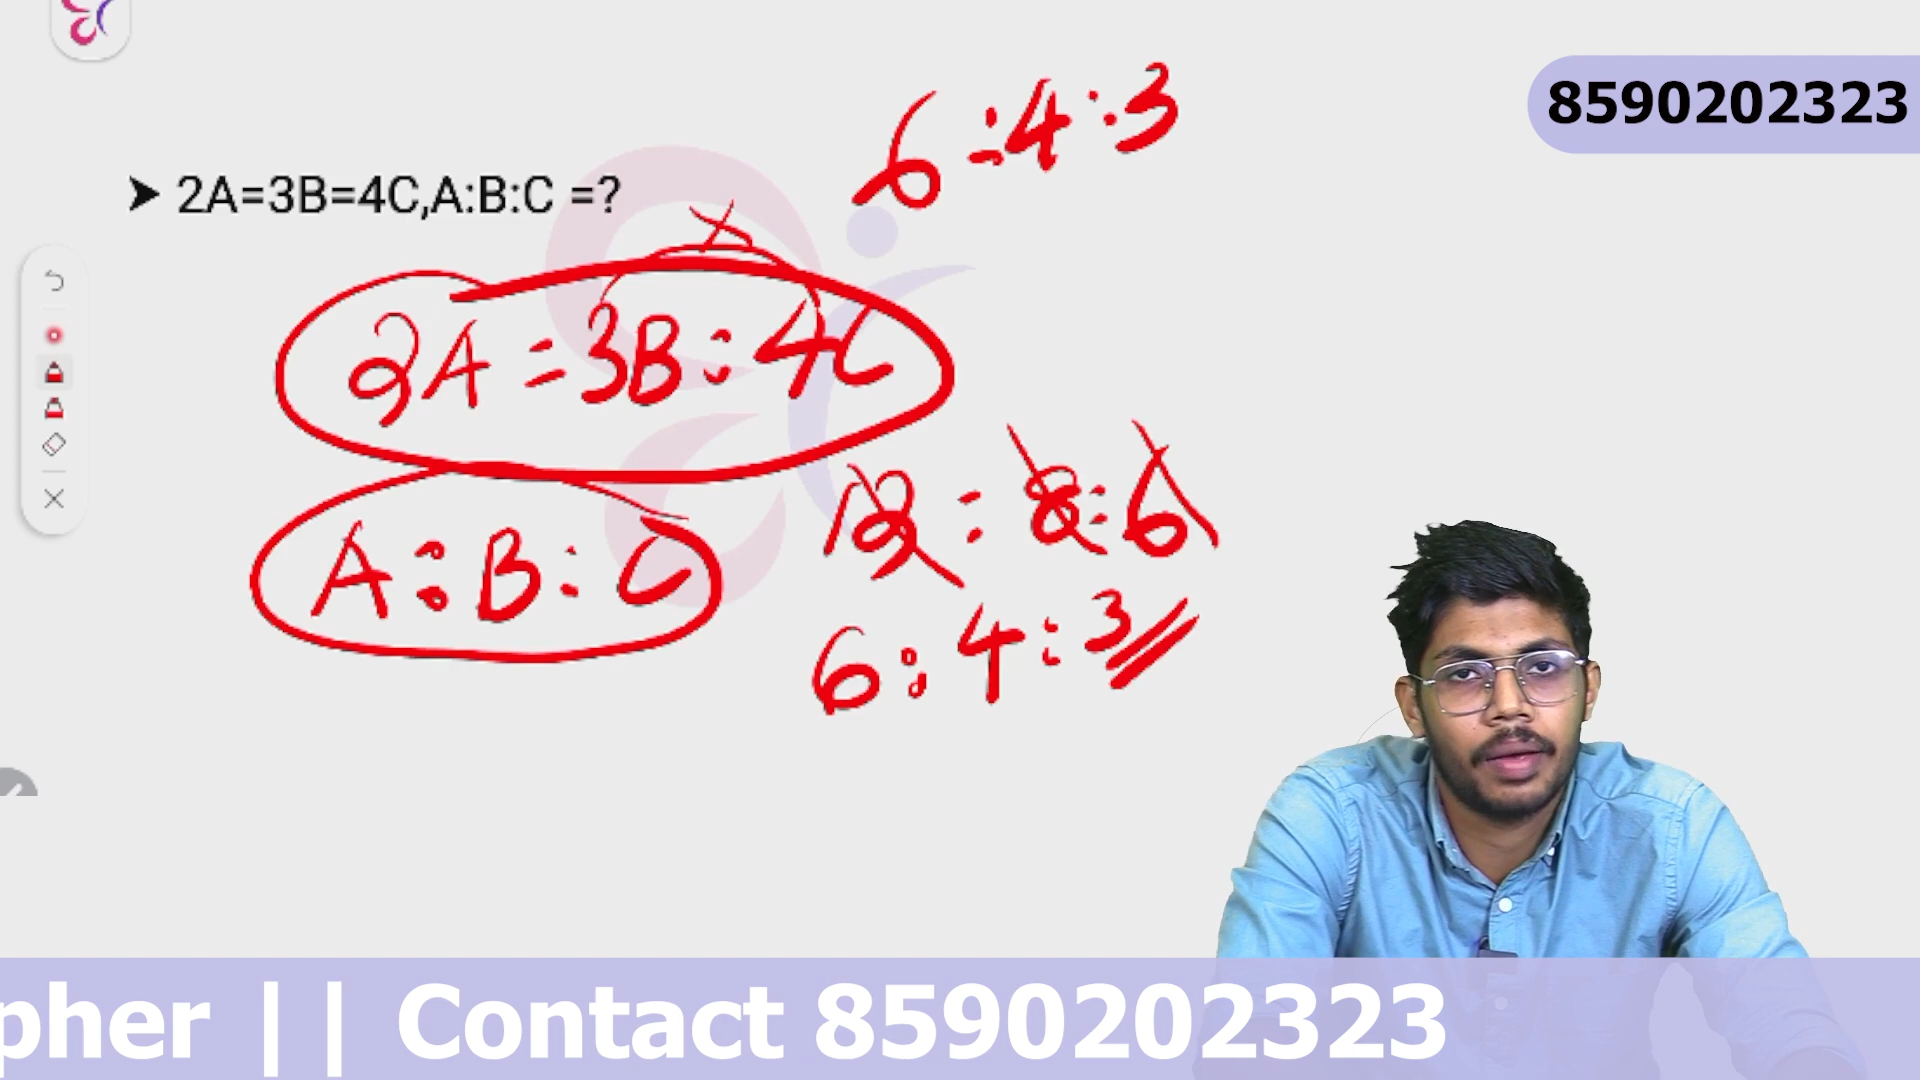 8590202323
6:4:3
➤ 2A=3B=4C,A:B:C =?
2A=3B:4C
12:8:6
A:B:C
6:4:3
pher || Contact 8590202323